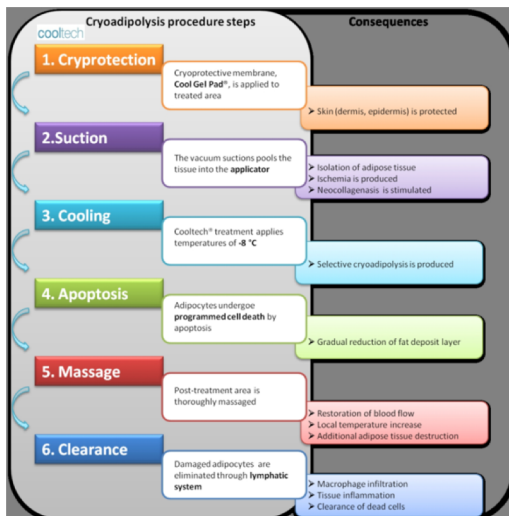 Cryoadipolysis procedure steps
Consequences
cooltech
1. Cryprotection
Cryoprotective membrane,
Cool Gel Pad®, is applied to
treated area
➤ Skin (dermis, epidermis) is protected
2.Suction
The vacuum suctions pools the
tissue into the applicator
➤ Isolation of adipose tissue
➤ Ischemia is produced
➤ Neocollagenasis is stimulated
3. Cooling
Cooltech® treatment applies
temperatures of -8 °C
➤ Selective cryoadipolysis is produced
4. Apoptosis
Adipocytes undergoe
programmed cell death by
apoptosis
➤ Gradual reduction of fat deposit layer
5. Massage
Post-treatment area is
thoroughly massaged
➤ Restoration of blood flow
➤ Local temperature increase
➤ Additional adipose tissue destruction
6. Clearance
Damaged adipocytes are
eliminated through lymphatic
system
➤ Macrophage infiltration
➤ Tissue inflammation
➤ Clearance of dead cells